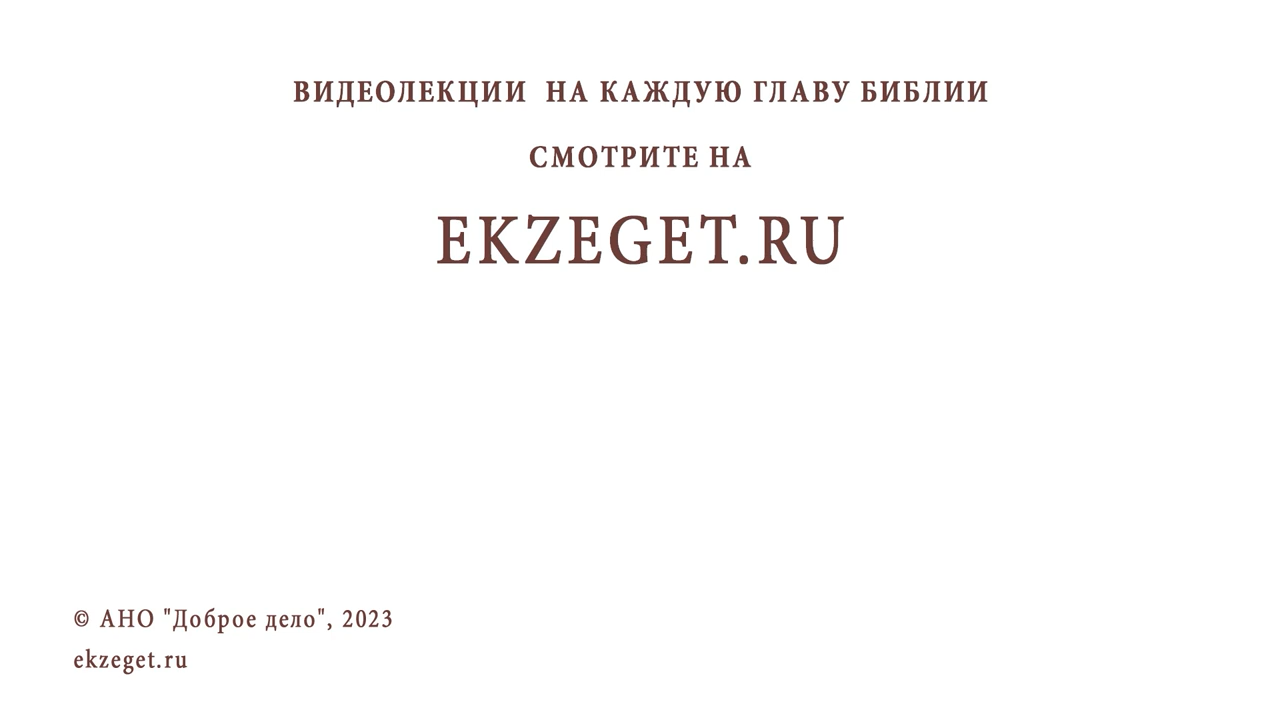 ВИДЕОЛЕКЦИИ НА КАЖДУЮ ГЛАВУ БИБЛИИ
СМОТРИТЕ НА
EKZEGET.RU
© АНО "Доброе дело", 2023
ekzeget.ru